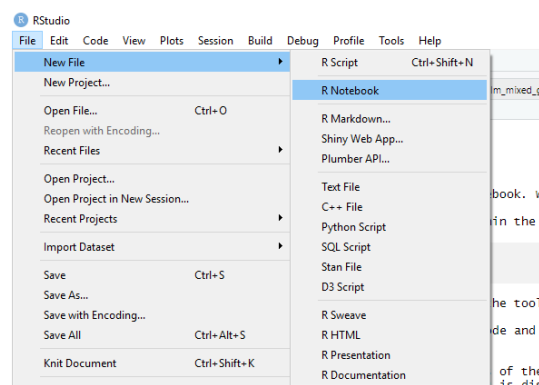 R RStudio
File Edit Code View Plots Session Build Debug Profile Tools Help
New File
New Project...
Open File... Ctrl+O
Reopen with Encoding...
Recent Files
Open Project...
Open Project in New Session...
Recent Projects
Import Dataset
Save Ctrl+S
Save As...
Save with Encoding...
Save All Ctrl+Alt+S
Knit Document Ctrl+Shift+K
R Script Ctrl+Shift+N
R Notebook
R Markdown...
Shiny Web App...
Plumber API...
Text File
C++ File
Python Script
SQL Script
Stan File
D3 Script
R Sweave
R HTML
R Presentation
R Documentation
lm_mixed_g
book. W
in the
he tool
de and
of the